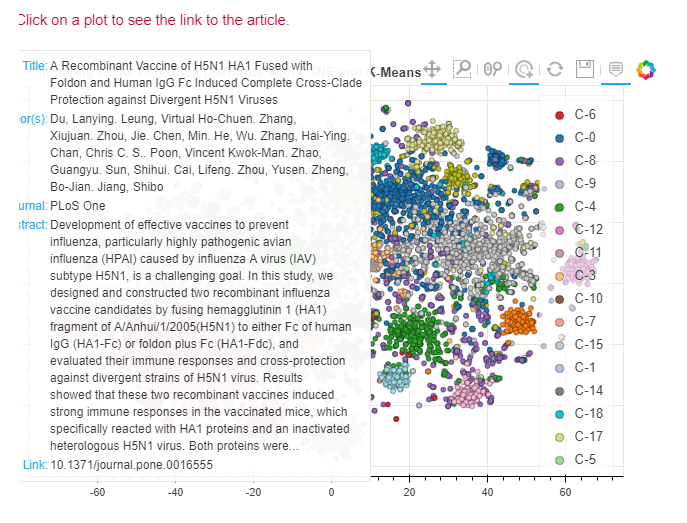 Click on a plot to see the link to the article.
K-Means
Title: A Recombinant Vaccine of H5N1 HA1 Fused with
Foldon and Human IgG Fc Induced Complete Cross-Clade
Protection against Divergent H5N1 Viruses
or(s): Du, Lanying. Leung, Virtual Ho-Chuen. Zhang,
Xiujuan. Zhou, Jie. Chen, Min. He, Wu. Zhang, Hai-Ying.
Chan, Chris C. S.. Poon, Vincent Kwok-Man. Zhao,
Guangyu. Sun, Shihui. Cai, Lifeng. Zhou, Yusen. Zheng,
Bo-Jian. Jiang, Shibo
urnal: PLoS One
stract: Development of effective vaccines to prevent
influenza, particularly highly pathogenic avian
influenza (HPAI) caused by influenza A virus (IAV)
subtype H5N1, is a challenging goal. In this study, we
designed and constructed two recombinant influenza
vaccine candidates by fusing hemagglutinin 1 (HA1)
fragment of A/Anhui/1/2005(H5N1) to either Fc of human
IgG (HA1-Fc) or foldon plus Fc (HA1-Fdc), and
evaluated their immune responses and cross-protection
against divergent strains of H5N1 virus. Results
showed that these two recombinant vaccines induced
strong immune responses in the vaccinated mice, which
specifically reacted with HA1 proteins and an inactivated
heterologous H5N1 virus. Both proteins were...
Link: 10.1371/journal.pone.0016555
C-6
C-0
C-8
C-9
C-4
C-12
C-11
C-3
C-10
C-7
C-15
C-1
C-14
C-18
C-17
C-5
-60 -40 -20 0 20 40 60